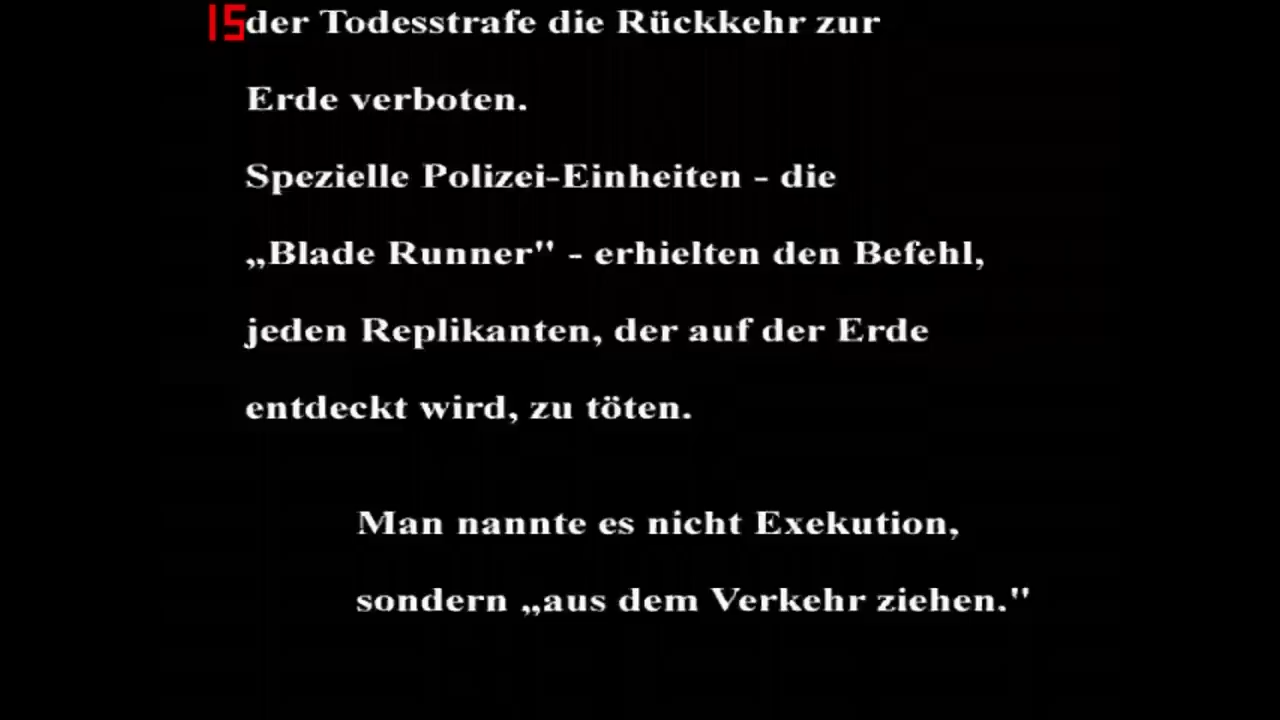 15der Todesstrafe die Rückkehr zur
Erde verboten.
Spezielle Polizei-Einheiten - die
„Blade Runner" - erhielten den Befehl,
jeden Replikanten, der auf der Erde
entdeckt wird, zu töten.
Man nannte es nicht Exekution,
sondern „aus dem Verkehr ziehen."